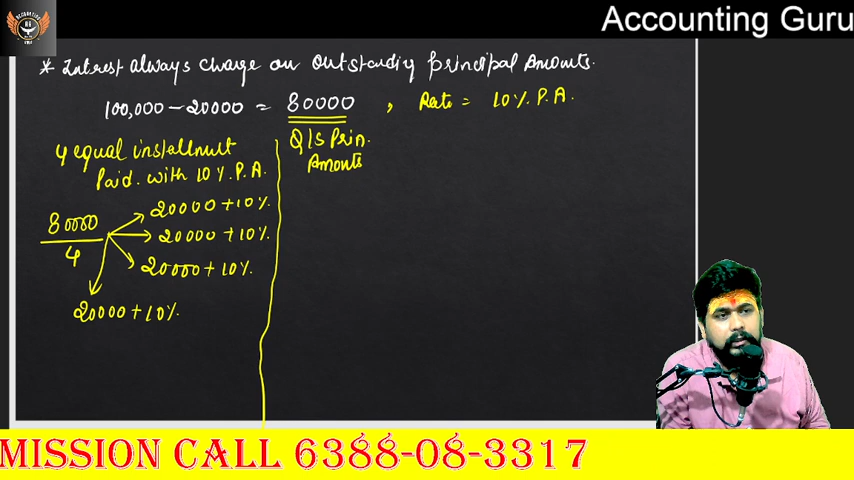 Accounting Guru
* Interest always charge on outstanding principal Amounts.
100,000 - 20000 = 80000 , Rate = 10% P.A.
4 equal installment
Paid with 10% P.A.
O/S Prin.
Amounts
80000
4
20000 + 10%.
20000 + 10%.
20000 + 10%.
20000 + 10%.
MISSION CALL 6388-08-3317